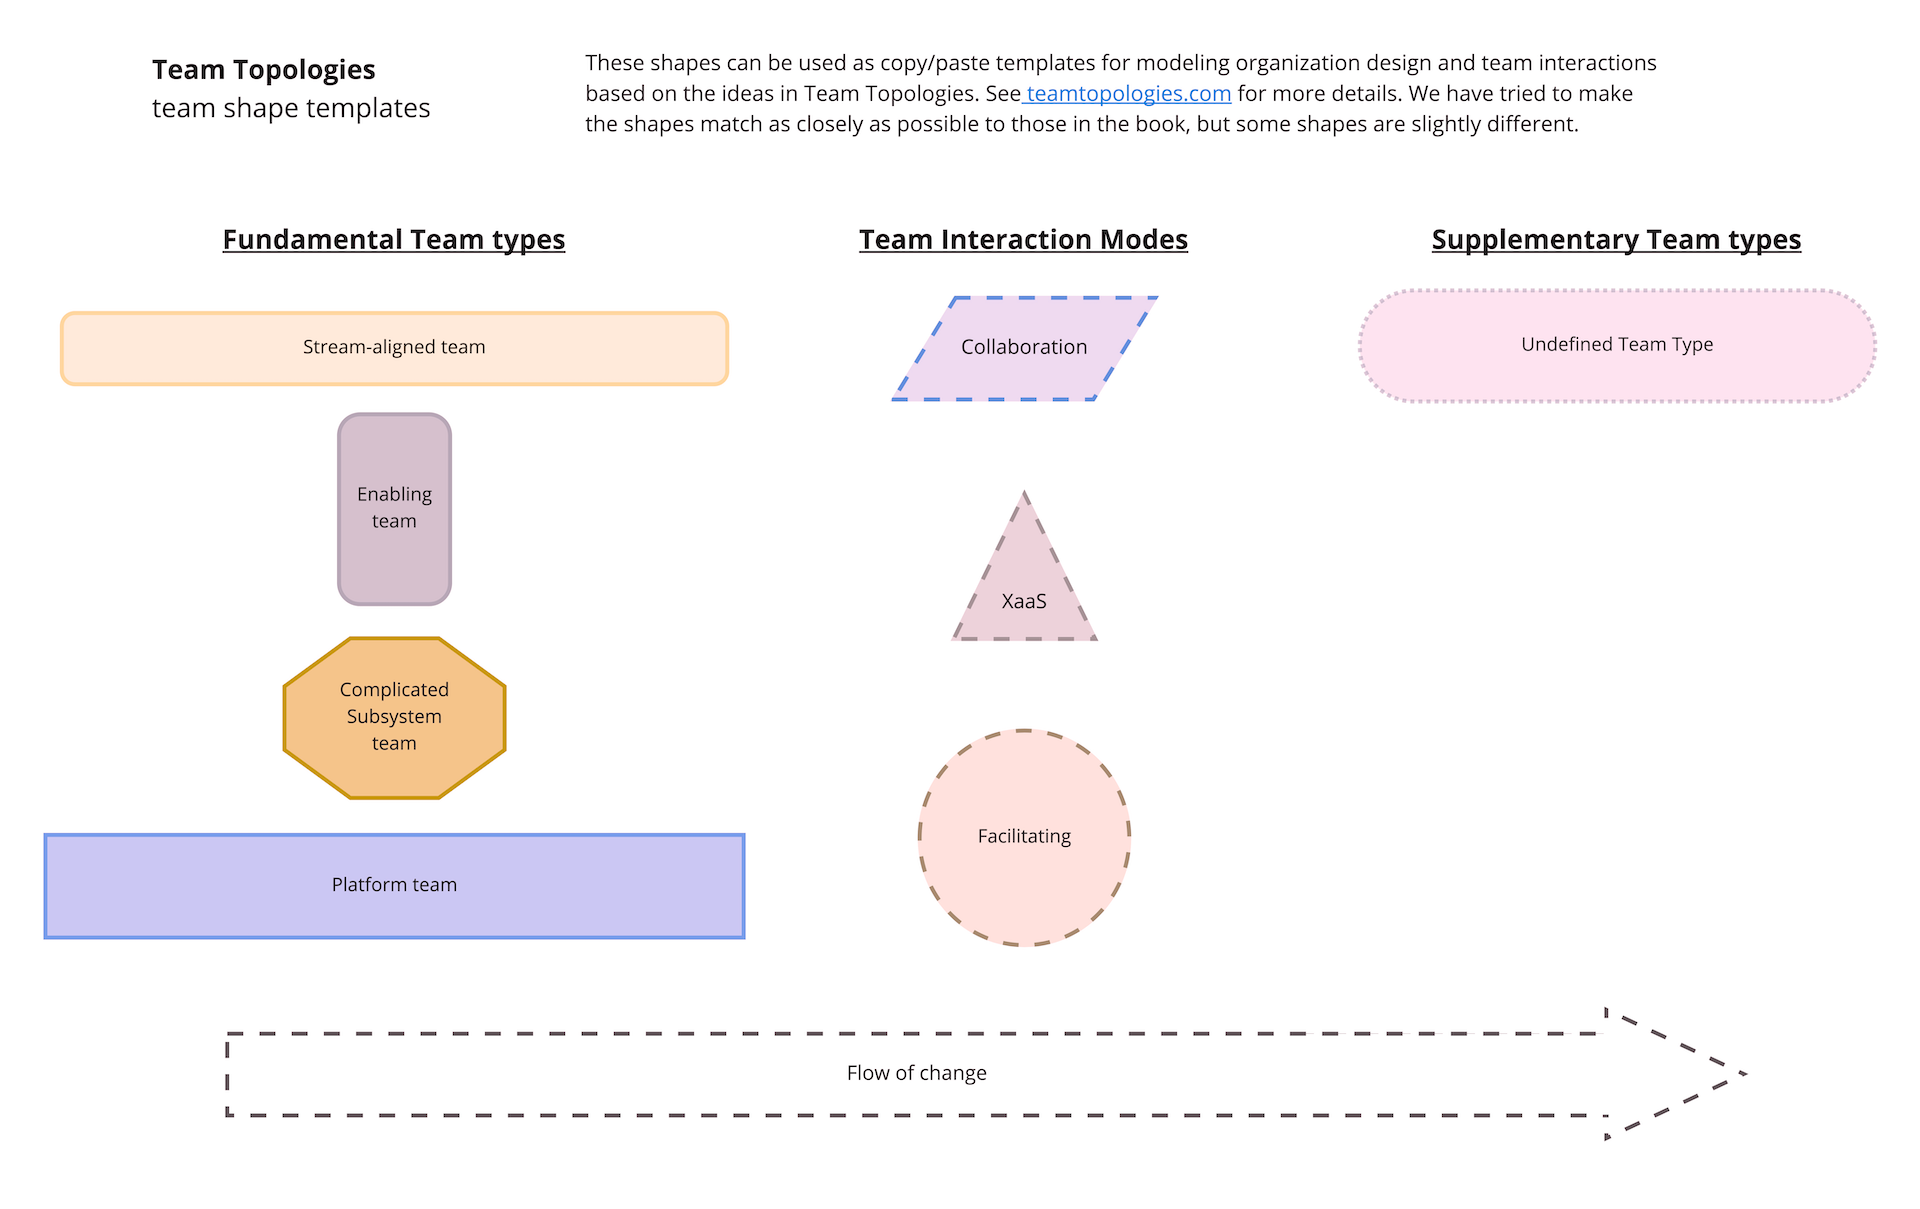 Team Topologies
team shape templates
These shapes can be used as copy/paste templates for modeling organization design and team interactions
based on the ideas in Team Topologies. See teamtopologies.com for more details. We have tried to make
the shapes match as closely as possible to those in the book, but some shapes are slightly different.
Fundamental Team types
Stream-aligned team
Enabling
team
Complicated
Subsystem
team
Platform team
Team Interaction Modes
Collaboration
XaaS
Facilitating
Supplementary Team types
Undefined Team Type
Flow of change